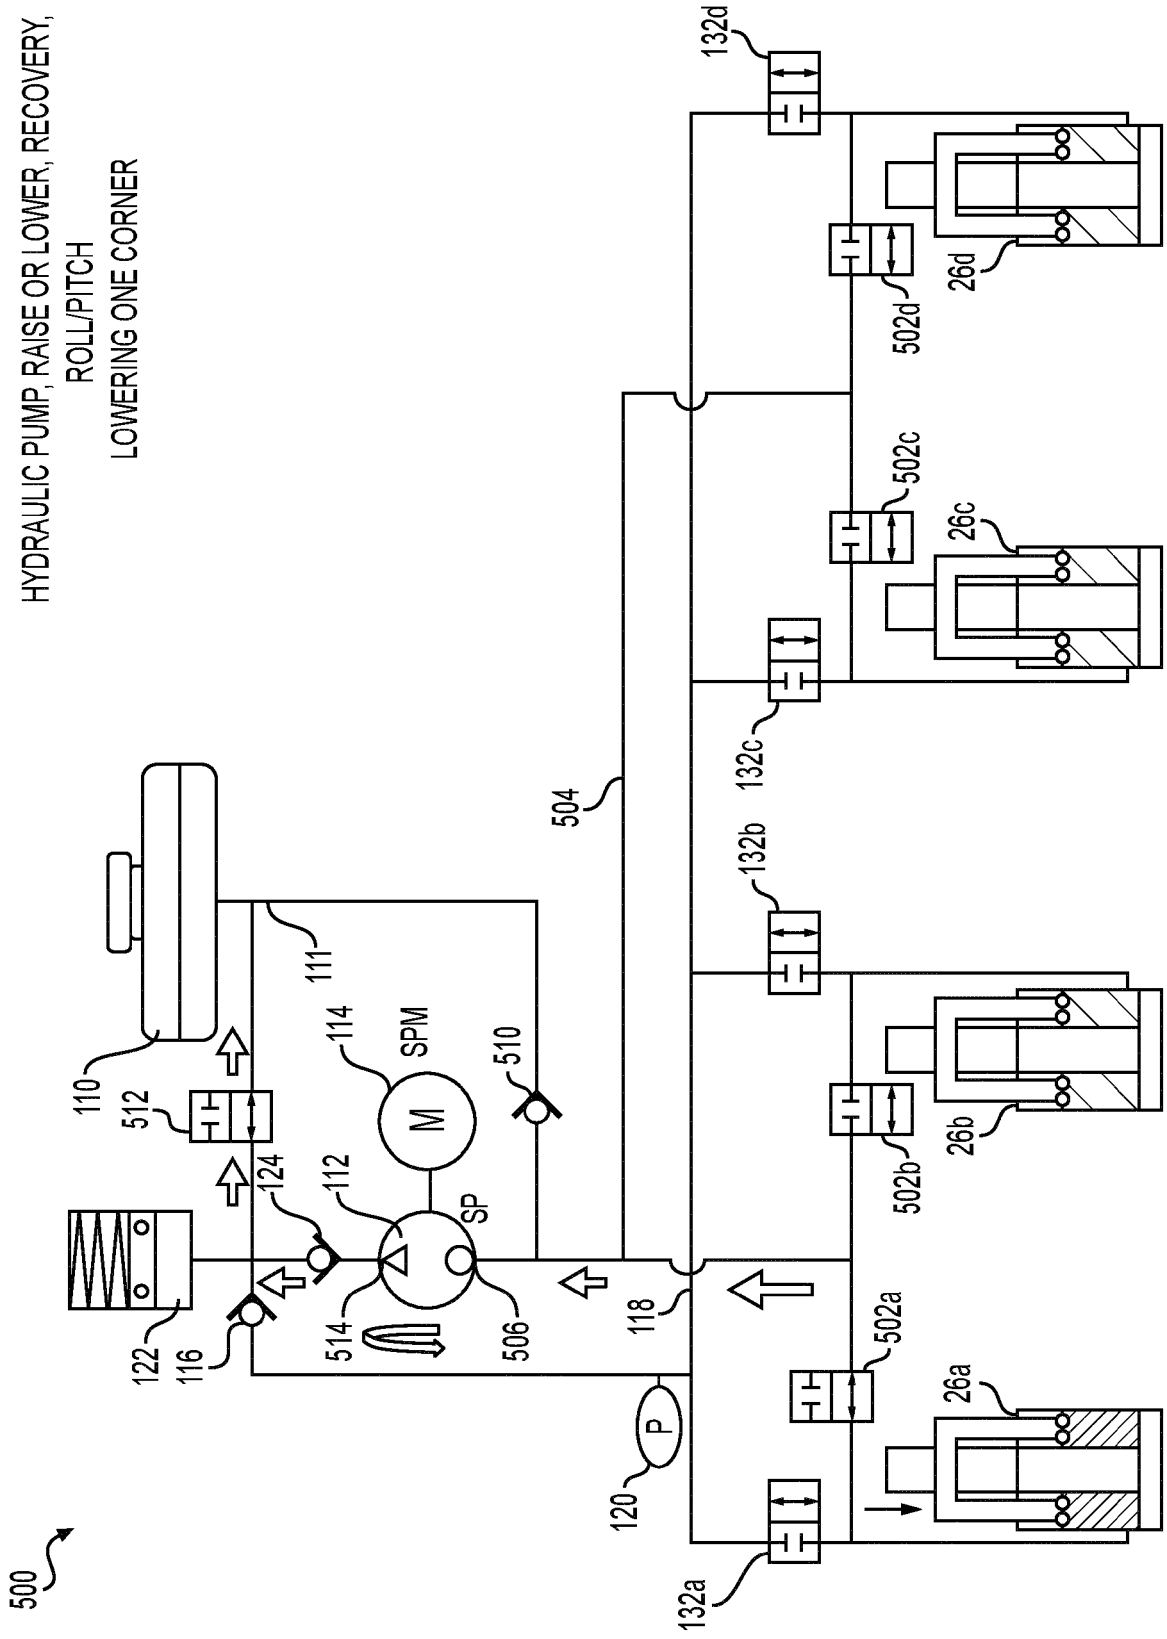 HYDRAULIC PUMP, RAISE OR LOWER, RECOVERY,
ROLL/PITCH
LOWERING ONE CORNER
500
110
512
122
116
124
111
114
SPM
M
112
514
SP
506
510
504
118
120
P
132a
132b
132c
132d
502a
502b
502c
502d
26a
26b
26c
26d